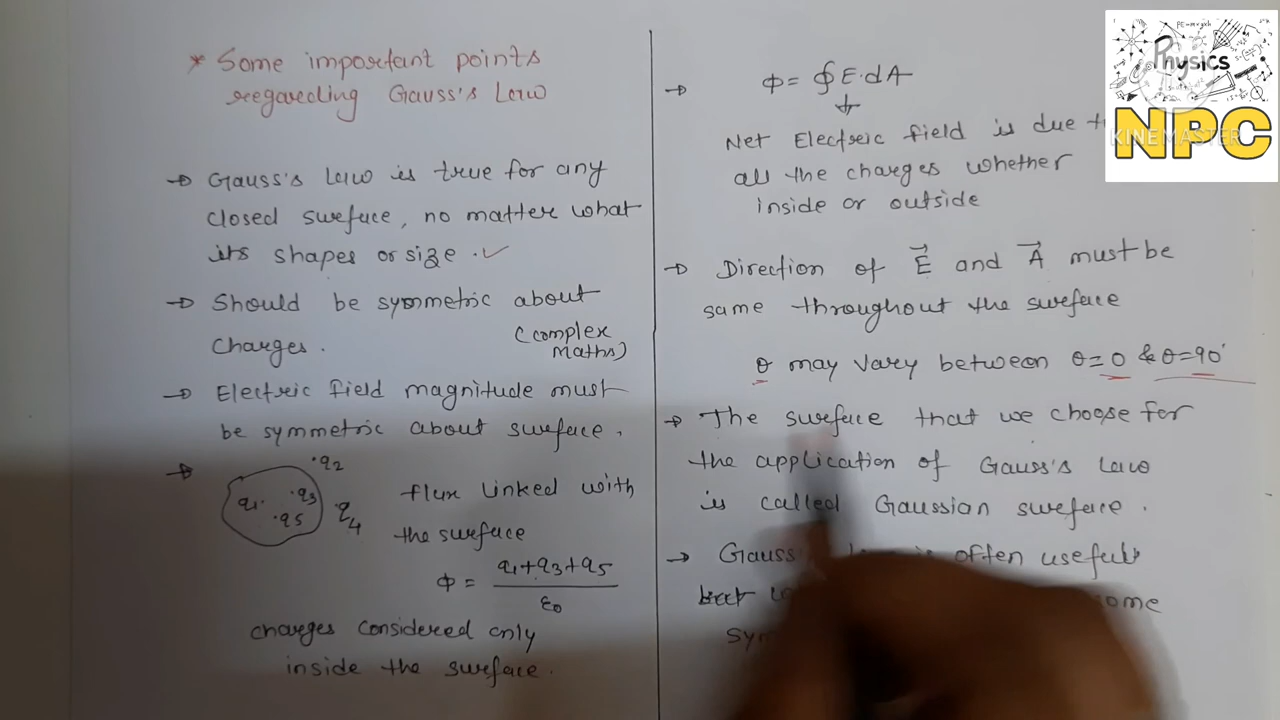 * Some important points
regarding Gauss's Law
→ Gauss's law is true for any
closed surface, no matter what
its shapes or size . ✓
→ Should be symmetric about
charges .
(complex
maths)
→ Electric field magnitude must
be symmetric about surface .
→
q1 .q3 .q5 .q2 q4
flux linked with
the surface
Φ = q1+q3+q5 / ε0
charges considered only
inside the surface .
→ Φ = ∮ E . dA
Net Electric field is due
all the charges whether
inside or outside
→ Direction of E⃗ and A⃗ must be
same throughout the surface
θ may vary between θ=0 & θ=90°
→ The surface that we choose for
the application of Gauss's Law
is called Gaussian surface .
→ Gauss often useful
but some
Physics
NPC
KINEMASTER